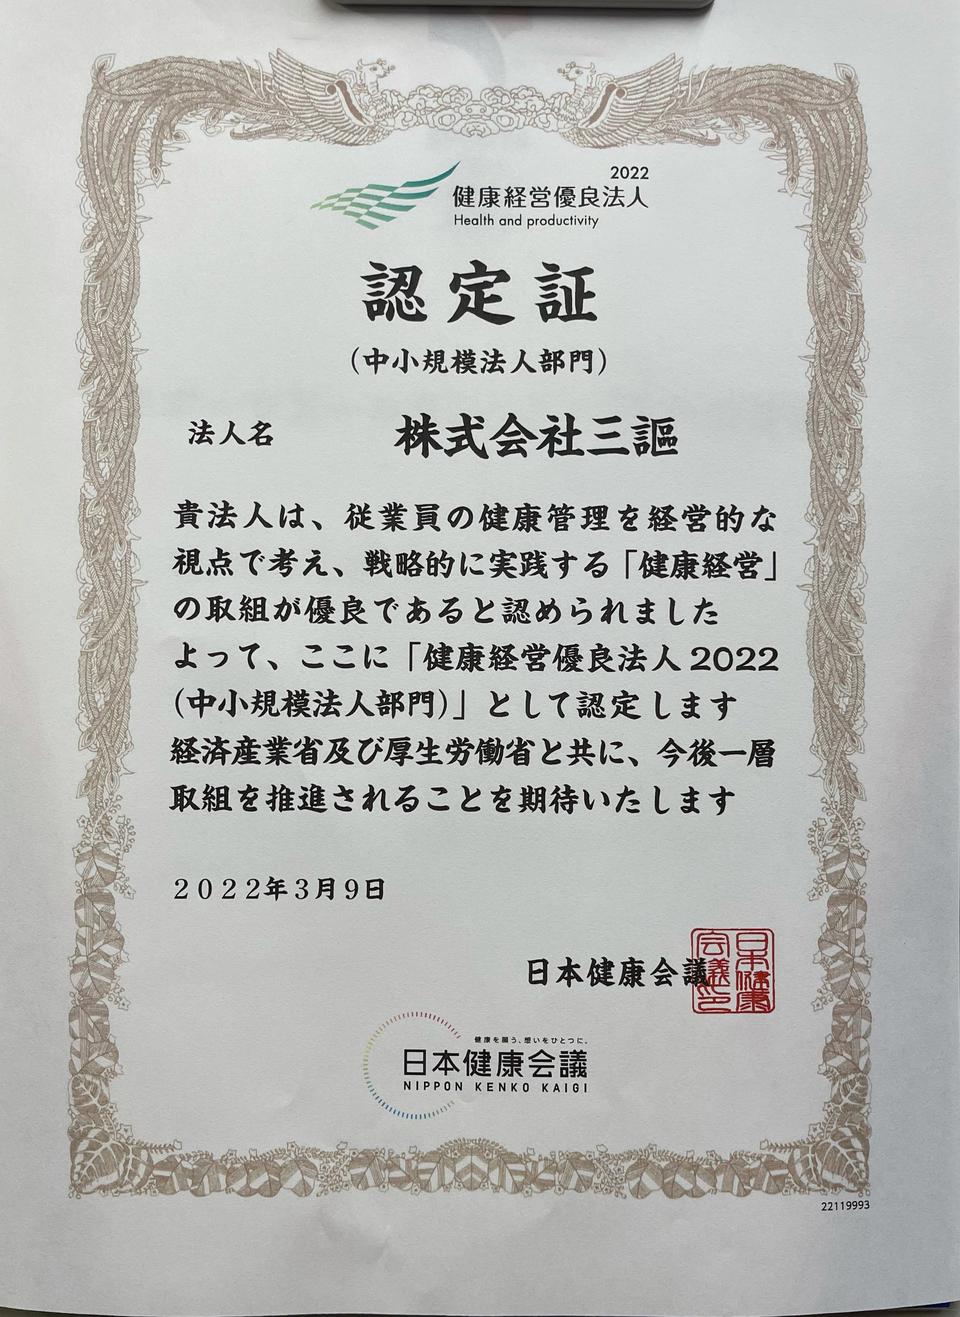 2022
健康経営優良法人
Health and productivity
認定証
(中小規模法人部門)
法人名 株式会社三謳
貴法人は、従業員の健康管理を経営的な
視点で考え、戦略的に実践する「健康経営」
の取組が優良であると認められました
よって、ここに「健康経営優良法人2022
(中小規模法人部門)」として認定します
経済産業省及び厚生労働省と共に、今後一層
取組を推進されることを期待いたします
2022年3月9日
日本健康会議
日本健康会議印
健康を願う、想いをひとつに。
日本健康会議
NIPPON KENKO KAIGI
22119993